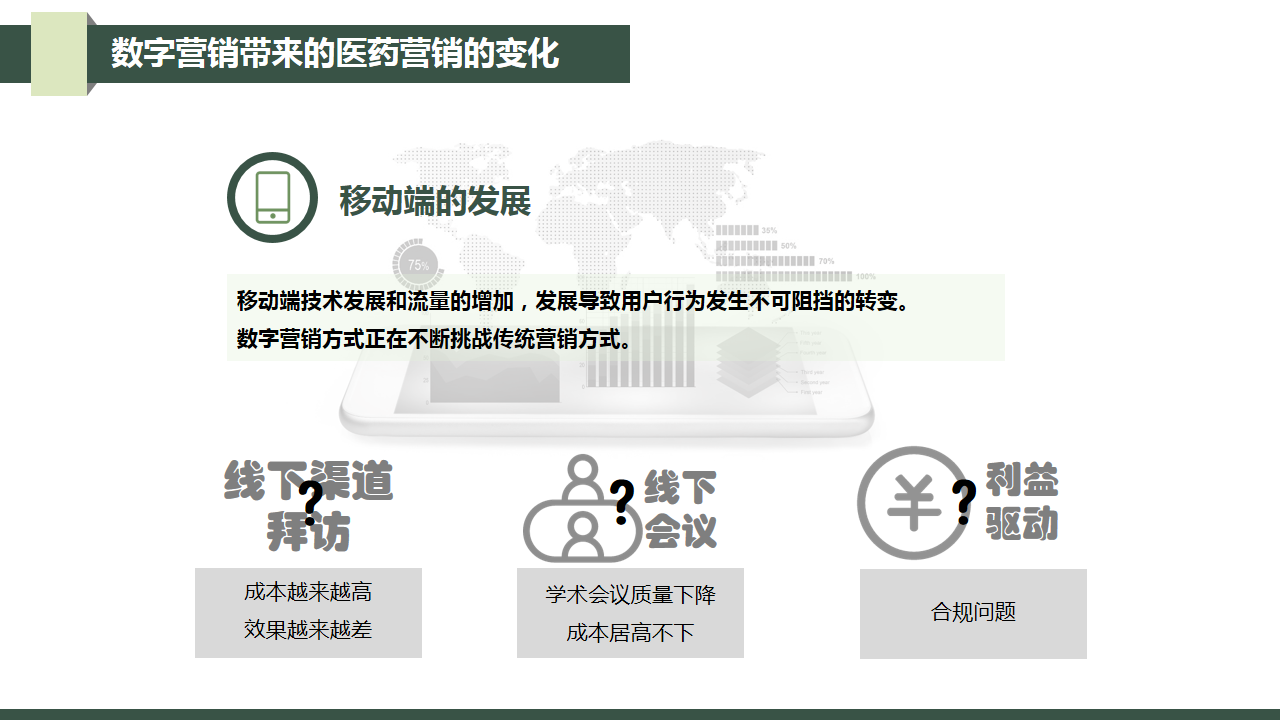 数字营销带来的医药营销的变化
移动端的发展
35%
60%
70%
100%
75%
移动端技术发展和流量的增加，发展导致用户行为发生不可阻挡的转变。
数字营销方式正在不断挑战传统营销方式。
Third year
Second year
First year
线下渠道
拜访
?
线下
会议
?
利益
驱动
?
成本越来越高
效果越来越差
学术会议质量下降
成本居高不下
合规问题